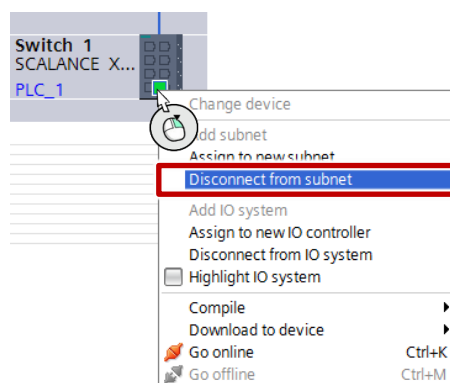 Switch 1
SCALANCE X...
PLC_1
Change device
Add subnet
Assign to new subnet
Disconnect from subnet
Add IO system
Assign to new IO controller
Disconnect from IO system
Highlight IO system
Compile
Download to device
Go online Ctrl+K
Go offline Ctrl+M